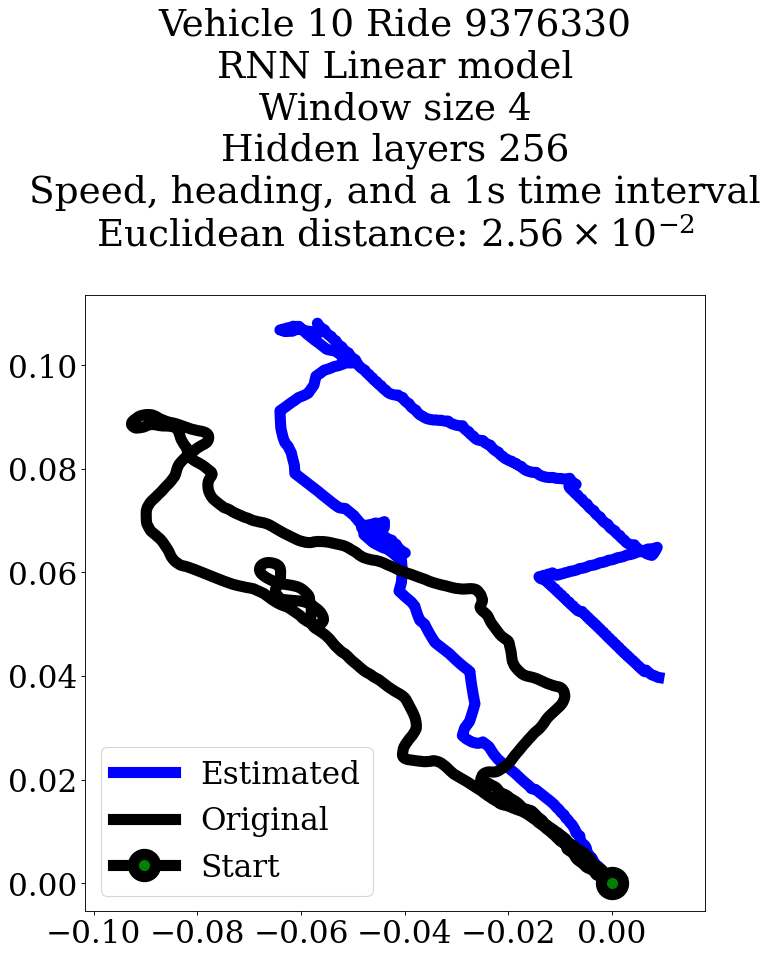 Vehicle 10 Ride 9376330
RNN Linear model
Window size 4
Hidden layers 256
Speed, heading, and a 1s time interval
Euclidean distance: 2.56 × 10⁻²
0.10
0.08
0.06
0.04
0.02
0.00
Estimated
Original
Start
−0.10 −0.08 −0.06 −0.04 −0.02 0.00